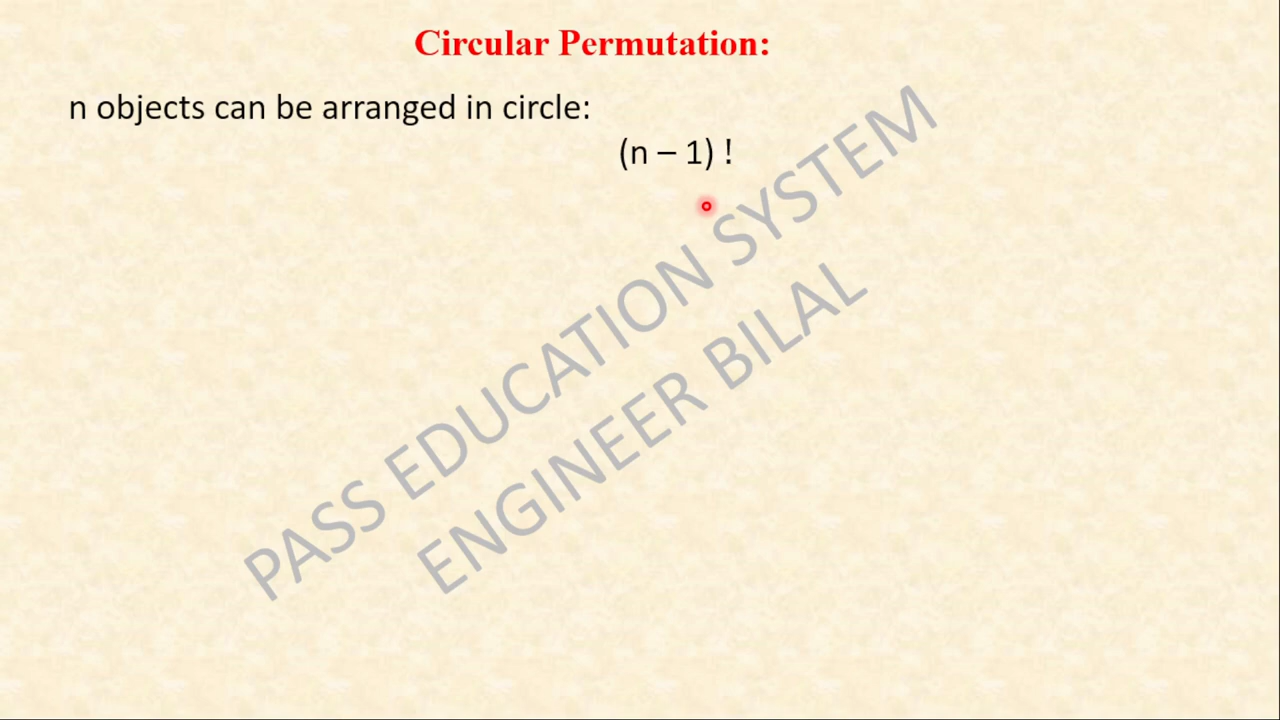 Circular Permutation:
n objects can be arranged in circle:
(n – 1) !
PASS EDUCATION SYSTEM
ENGINEER BILAL